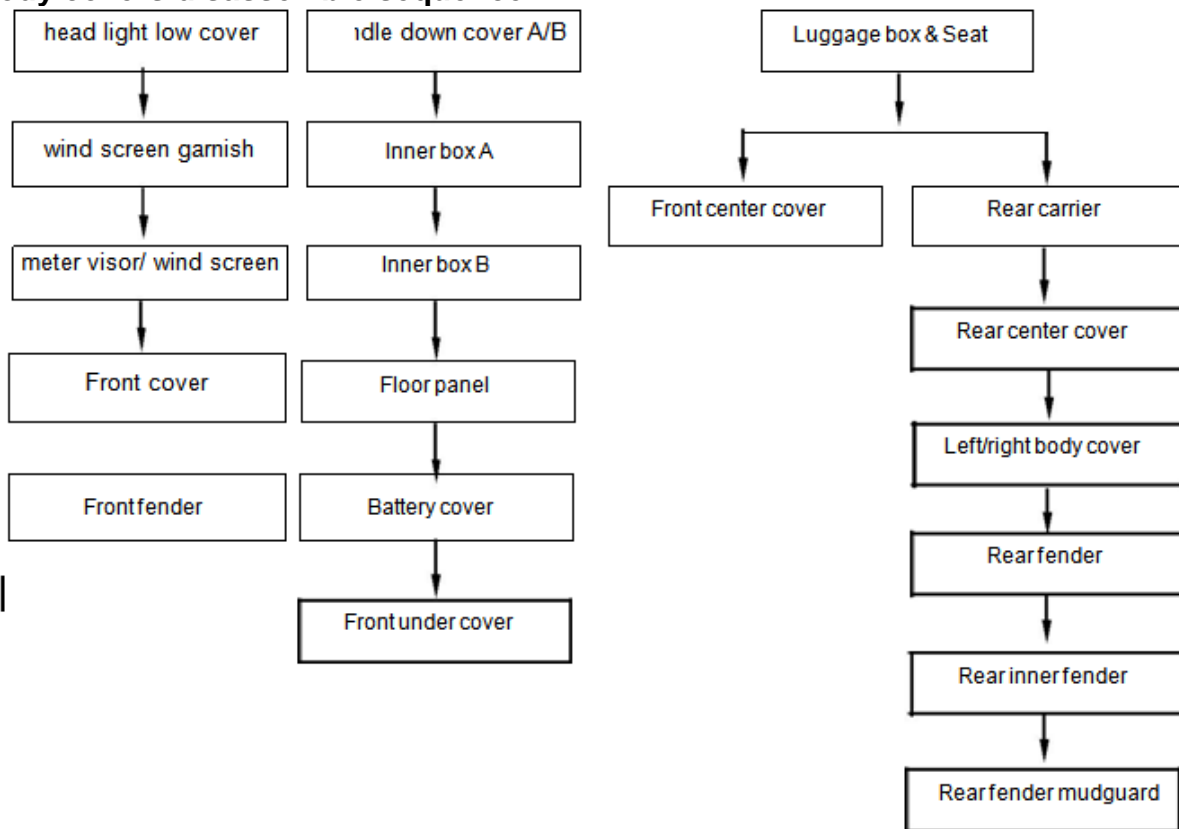 head light low cover
cover A/B
Luggage box & Seat
wind screen garnish
Inner box A
Front center cover
Rear carrier
meter visor/ wind screen
Inner box B
Rear center cover
Front cover
Floor panel
Left/right body cover
Front fender
Battery cover
Rear fender
Front under cover
Rear inner fender
Rear fender mudguard